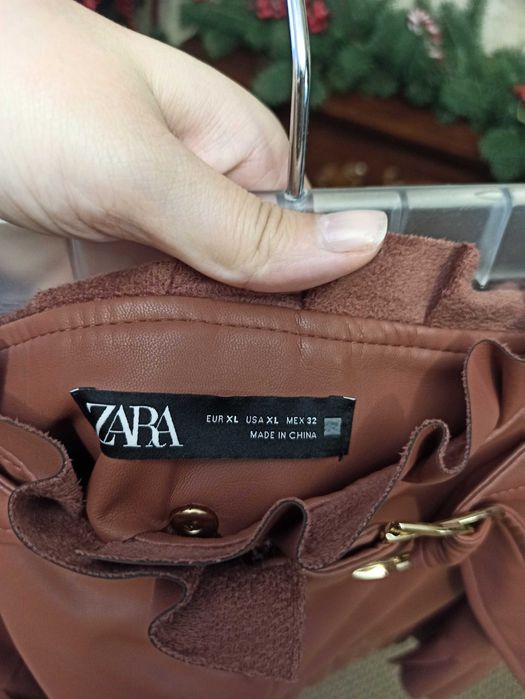 ZARA
EUR XL USA XL MEX 32
MADE IN CHINA